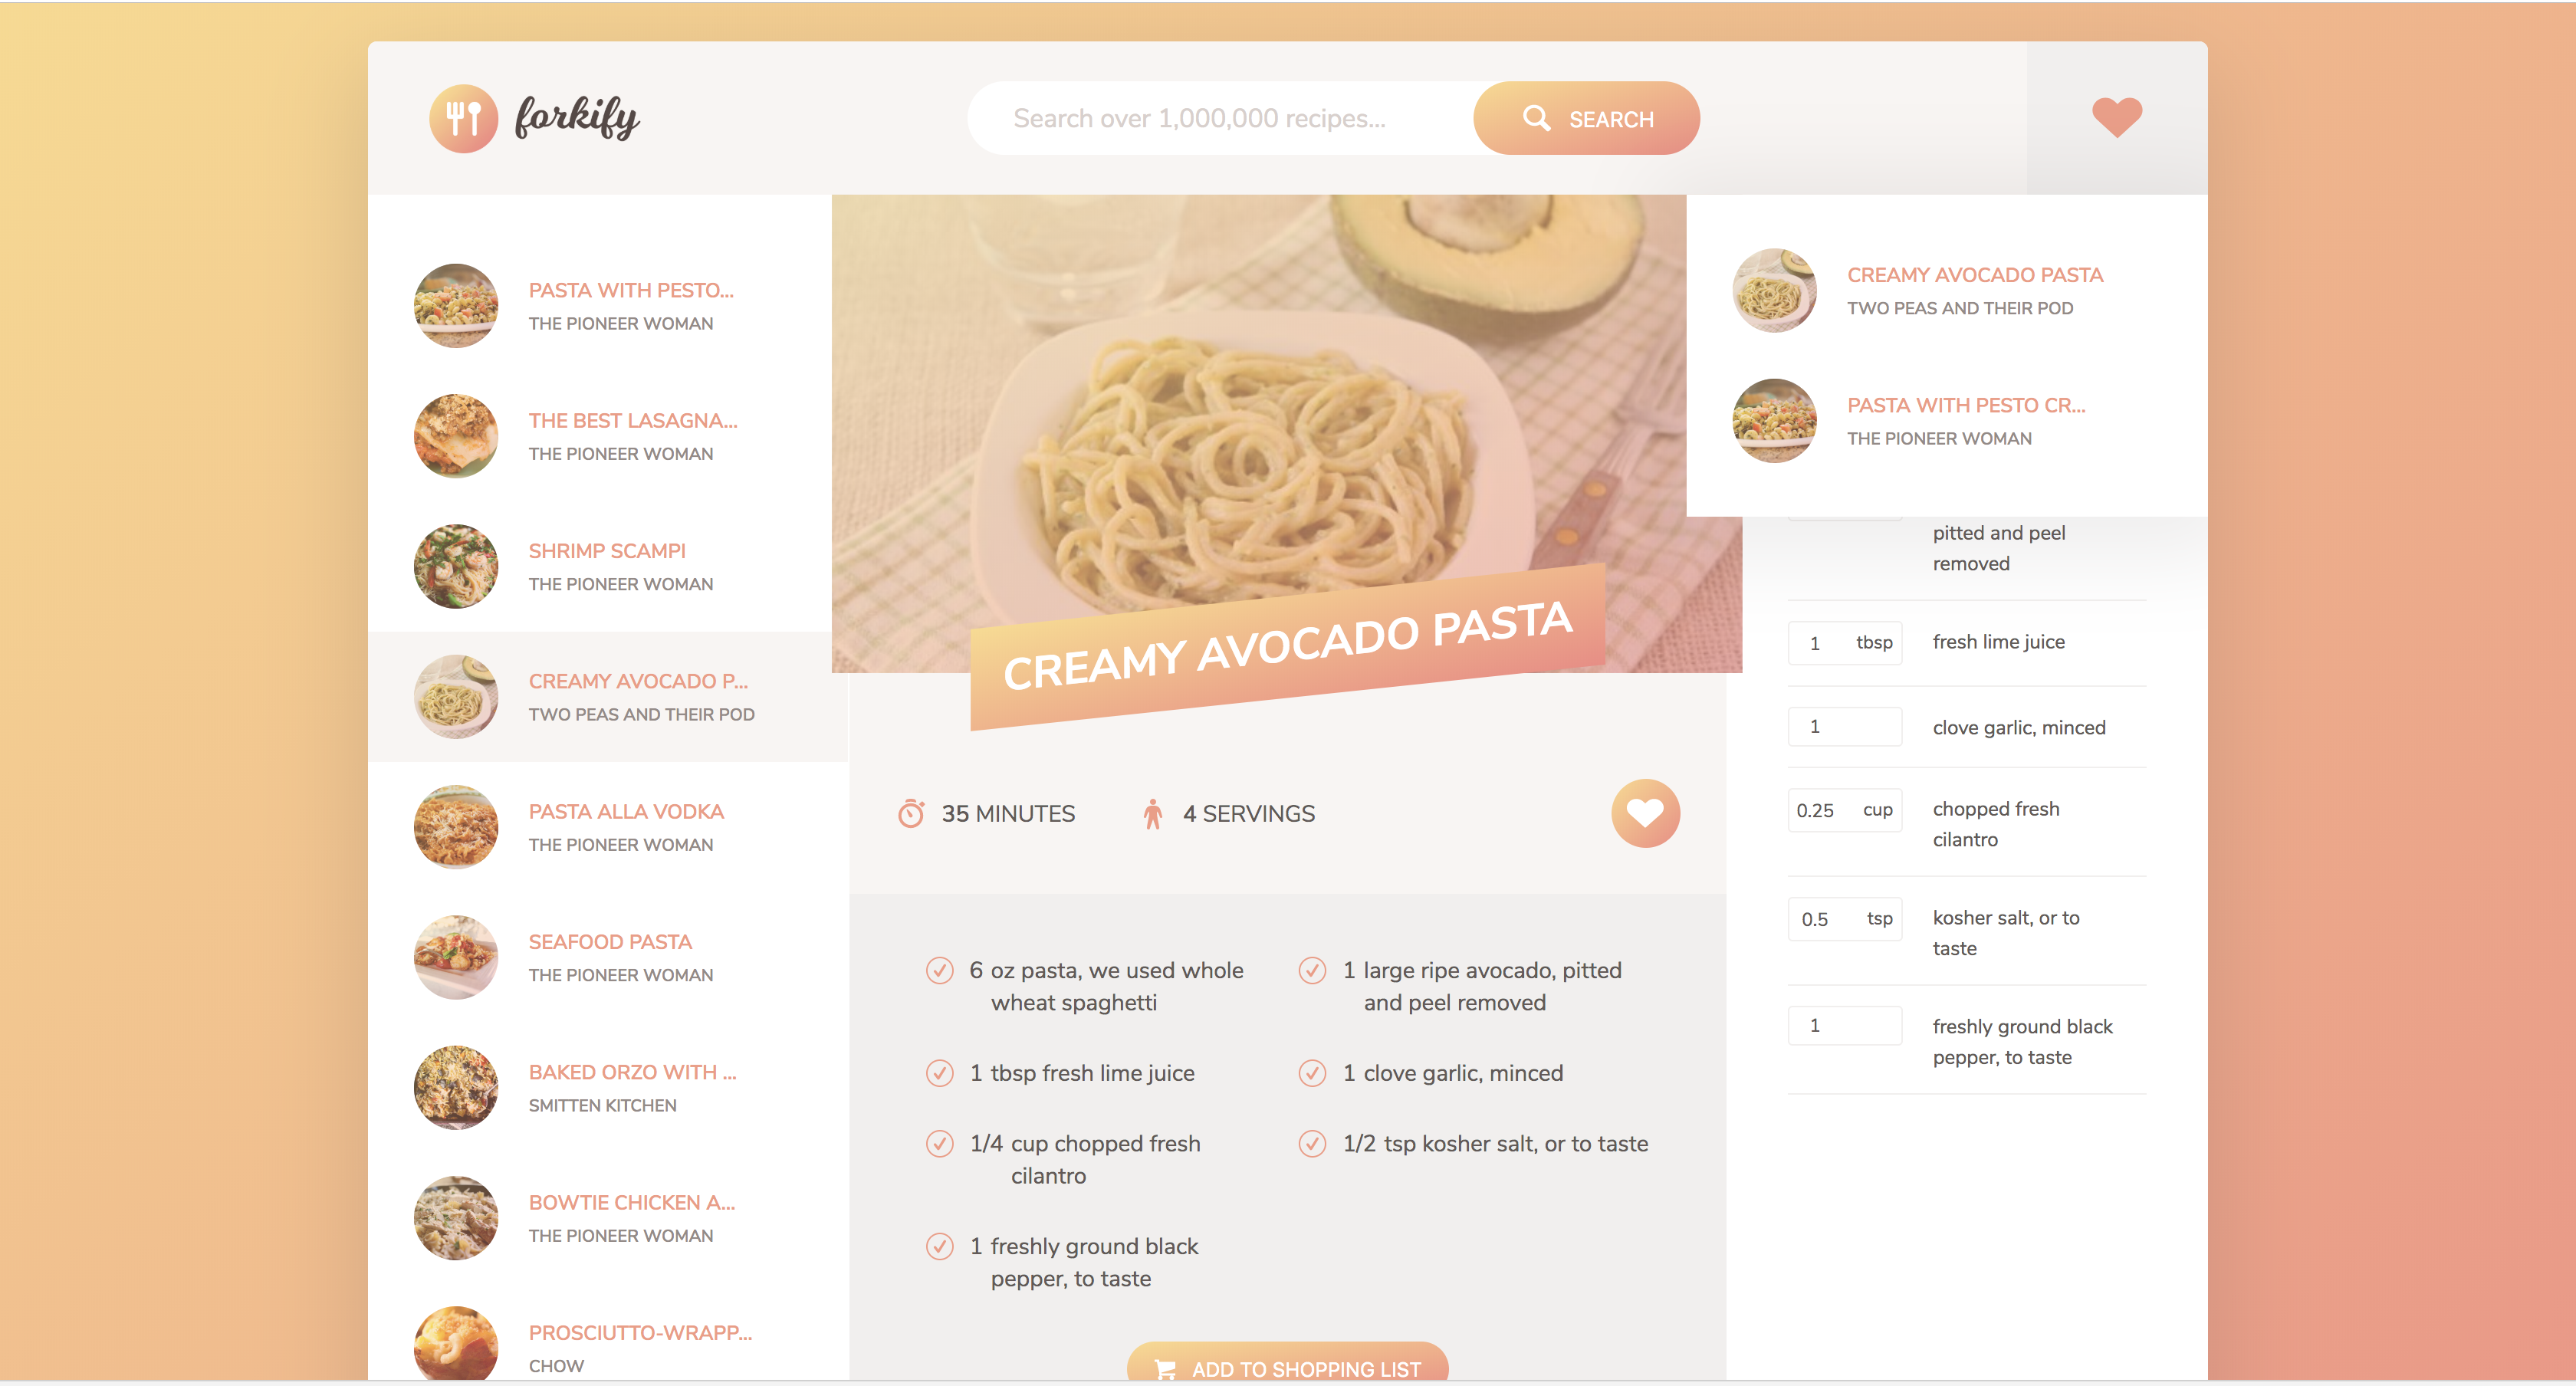 forkify
Search over 1,000,000 recipes...
SEARCH
PASTA WITH PESTO...
THE PIONEER WOMAN
THE BEST LASAGNA...
THE PIONEER WOMAN
SHRIMP SCAMPI
THE PIONEER WOMAN
CREAMY AVOCADO P...
TWO PEAS AND THEIR POD
PASTA ALLA VODKA
THE PIONEER WOMAN
SEAFOOD PASTA
THE PIONEER WOMAN
BAKED ORZO WITH ...
SMITTEN KITCHEN
BOWTIE CHICKEN A...
THE PIONEER WOMAN
PROSCIUTTO-WRAPP...
CHOW
CREAMY AVOCADO PASTA
35 MINUTES
4 SERVINGS
6 oz pasta, we used whole
wheat spaghetti
1 large ripe avocado, pitted
and peel removed
1 tbsp fresh lime juice
1 clove garlic, minced
1/4 cup chopped fresh
cilantro
1/2 tsp kosher salt, or to taste
1 freshly ground black
pepper, to taste
ADD TO SHOPPING LIST
CREAMY AVOCADO PASTA
TWO PEAS AND THEIR POD
PASTA WITH PESTO CR...
THE PIONEER WOMAN
pitted and peel
removed
1 tbsp fresh lime juice
1 clove garlic, minced
0.25 cup chopped fresh
cilantro
0.5 tsp kosher salt, or to
taste
1 freshly ground black
pepper, to taste